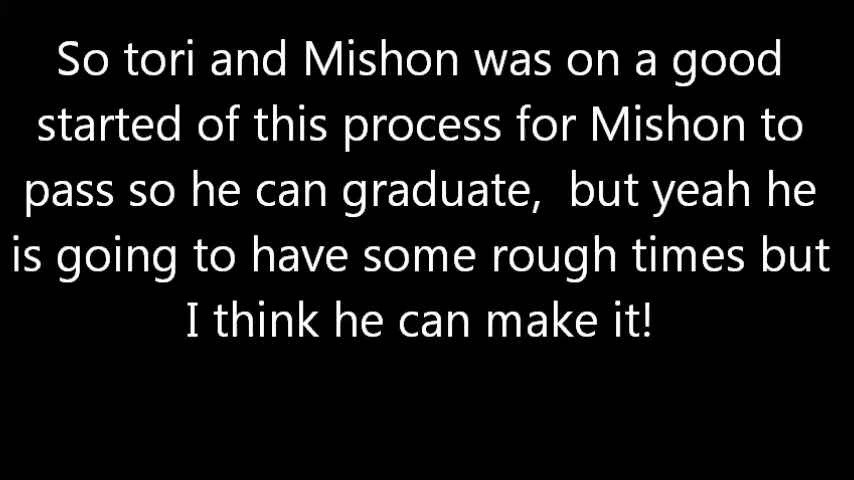 So tori and Mishon was on a good
started of this process for Mishon to
pass so he can graduate,  but yeah he
is going to have some rough times but
I think he can make it!